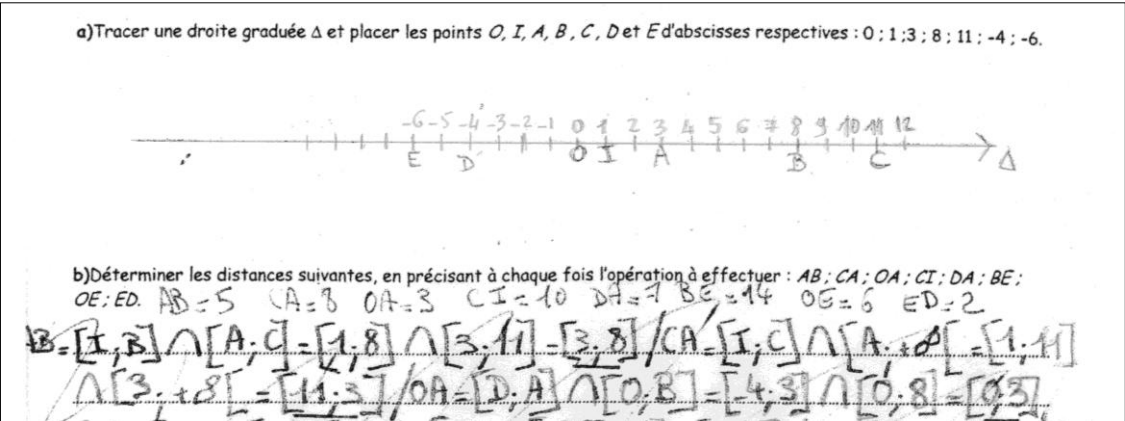 a)Tracer une droite graduée Δ et placer les points O, I, A, B, C, D et E d'abscisses respectives : 0 ; 1 ;3 ; 8 ; 11 ; -4 ; -6.
-6 -5 -4 -3 -2 -1 0 1 2 3 4 5 6 7 8 9 10 11 12
E D O I A B C Δ
b)Déterminer les distances suivantes, en précisant à chaque fois l'opération à effectuer : AB ; CA ; OA ; CI ; DA ; BE ;
OE ; ED. AB = 5 CA = 8 OA = 3 CI = 10 DA = 7 BE = 14 OE = 6 ED = 2
AB = [I, B] ∩ [A; C] = [1; 8] ∩ [3; 11] = [3; 8] / CA = [I; C] ∩ [A; +∞[ = [1; 11]
∩ [3; +8[ = [11; 3] / OA = [D; A] ∩ [O; B] = [-4; 3] ∩ [0; 8] = [0; 3].